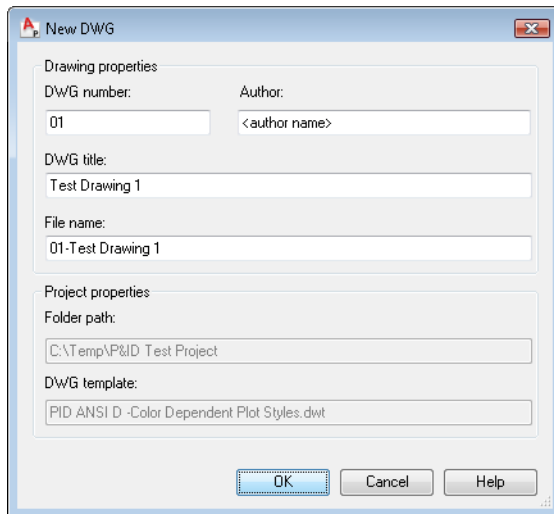 New DWG
Drawing properties
DWG number: Author:
01 <author name>
DWG title:
Test Drawing 1
File name:
01-Test Drawing 1
Project properties
Folder path:
C:\Temp\P&ID Test Project
DWG template:
PID ANSI D -Color Dependent Plot Styles.dwt
OK Cancel Help